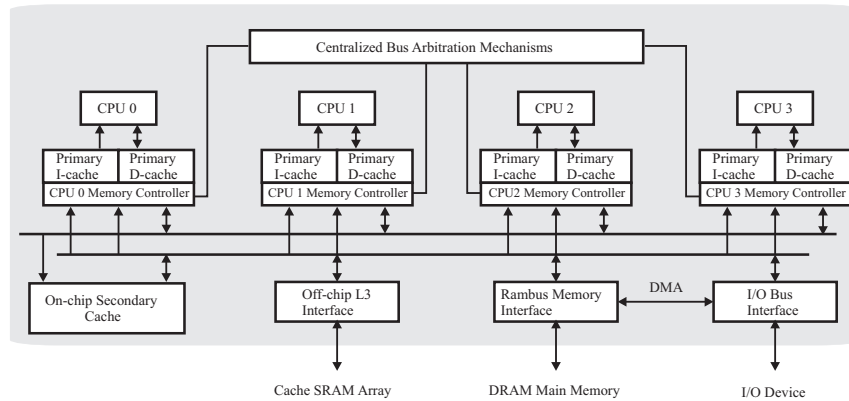 Centralized Bus Arbitration Mechanisms
CPU 0
CPU 1
CPU 2
CPU 3
Primary
I-cache
Primary
D-cache
CPU 0 Memory Controller
Primary
I-cache
Primary
D-cache
CPU 1 Memory Controller
Primary
I-cache
Primary
D-cache
CPU2 Memory Controller
Primary
I-cache
Primary
D-cache
CPU 3 Memory Controller
On-chip Secondary
Cache
Off-chip L3
Interface
Rambus Memory
Interface
DMA
I/O Bus
Interface
Cache SRAM Array
DRAM Main Memory
I/O Device